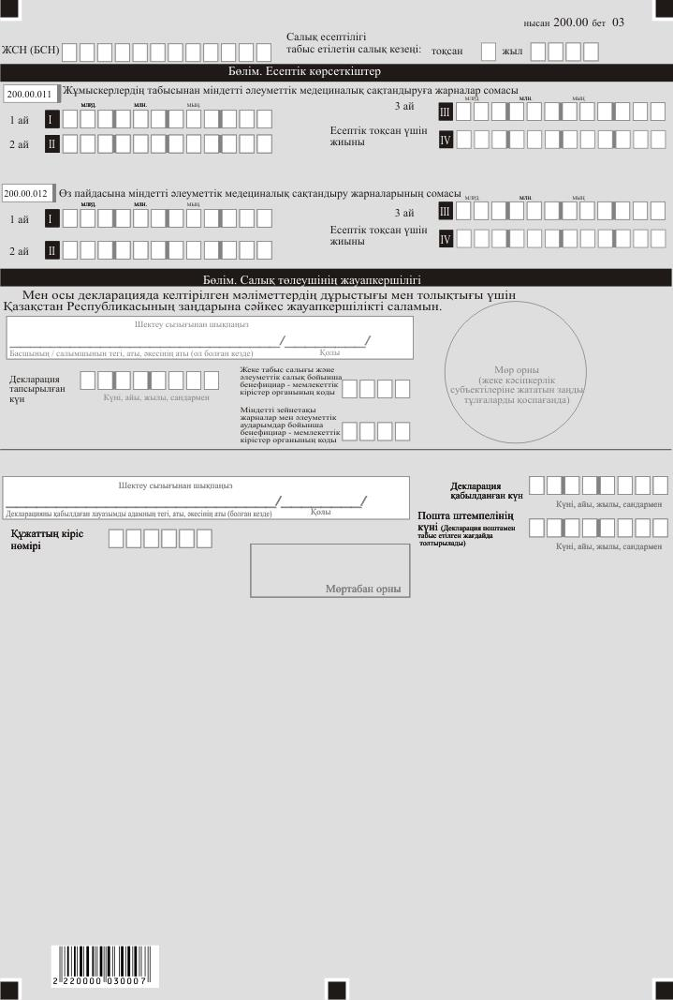 нысан 200.00 бет 03
Салық есептілігі
ЖСН (БСН) табыс етілетін салық кезеңі: тоқсан жыл
Бөлім. Есептік көрсеткіштер
200.00.011 Жұмыскерлердің табысынан міндетті әлеуметтік медециналық сақтандыруға жарналар сомасы
млрд. млн. мың
1 ай I
2 ай II
млрд. млн. мың
3 ай III
Есептік тоқсан үшін
жиыны IV
200.00.012 Өз пайдасына міндетті әлеуметтік медециналық сақтандыру жарналарының сомасы
млрд. млн. мың
1 ай I
2 ай II
млрд. млн. мың
3 ай III
Есептік тоқсан үшін
жиыны IV
Бөлім. Салық төлеушінің жауапкершілігі
Мен осы декларацияда келтірілген мәліметтердің дұрыстығы мен толықтығы үшін
Қазақстан Республикасының заңдарына сәйкес жауапкершілікті саламын.
Шектеу сызығынан шықпаңыз
/ /
Басшының / салымшының тегі, аты, әкесінің аты (ол болған кезде) Қолы
Декларация
тапсырылған
күн
Күні, айы, жылы, сандармен
Жеке табыс салығы және
әлеуметтік салық бойынша
бенефициар - мемлекеттік
кірістер органының коды
Міндетті зейнетақы
жарналар мен әлеуметтік
аударымдар бойынша
бенефициар - мемлекеттік
кірістер органының коды
Мөр орны
(жеке кәсіпкерлік
субъектілеріне жататын заңды
тұлғаларды қоспағанда)
Шектеу сызығынан шықпаңыз
/ /
Декларацияны қабылдаған лауазымды адамның тегі, аты, әкесінің аты (болған кезде) Қолы
Декларация
қабылданған күн
Күні, айы, жылы, сандармен
Пошта штемпелінің
күні (Декларация поштамен
табыс етілген жағдайда
толтырылады)
Күні, айы, жылы, сандармен
Құжаттың кіріс
нөмірі
Мөртабан орны
2 220000 030007